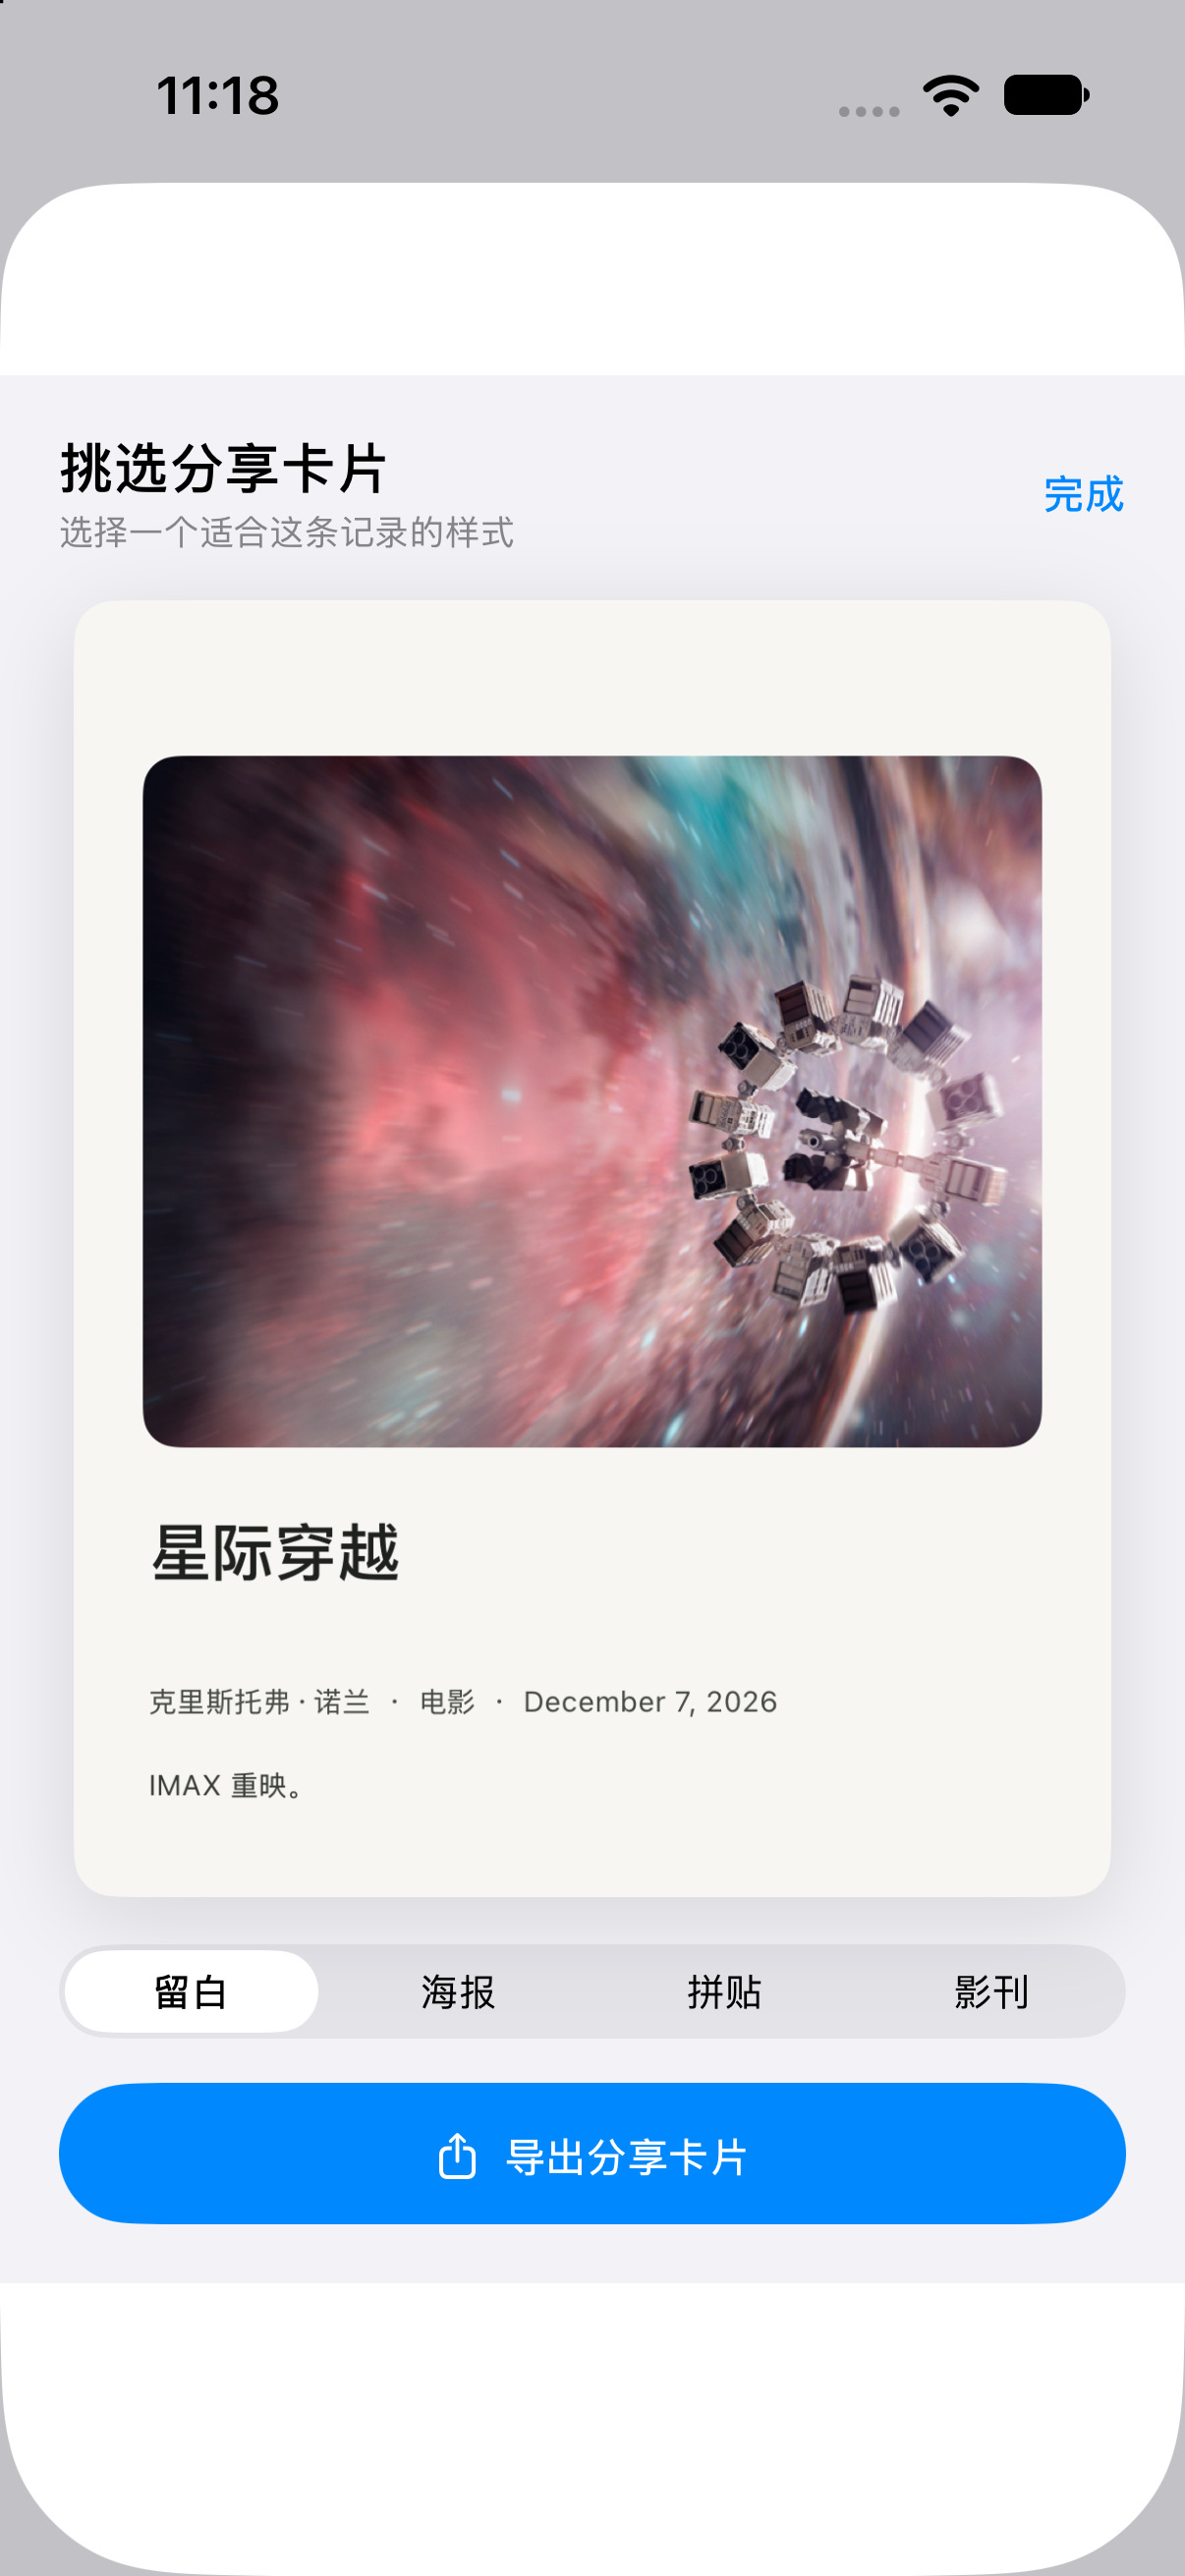 11:18
挑选分享卡片
选择一个适合这条记录的样式
完成
星际穿越
克里斯托弗 · 诺兰 · 电影 · December 7, 2026
IMAX 重映。
留白 海报 拼贴 影刊
导出分享卡片